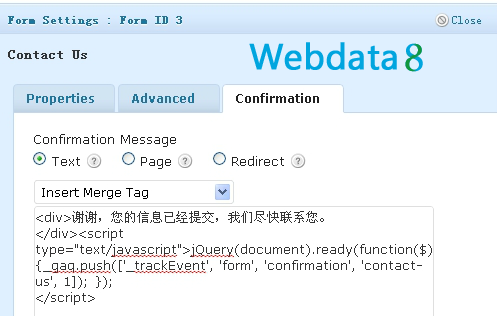 Form Settings : Form ID 3
Close
Contact Us
Webdata8
Properties
Advanced
Confirmation
Confirmation Message
Text ? Page ? Redirect ?
Insert Merge Tag
<div>谢谢，您的信息已经提交，我们尽快联系您。
</div><script
type="text/javascript">jQuery(document).ready(function($)
{_gaq.push(['_trackEvent', 'form', 'confirmation', 'contact-
us', 1]); });
</script>